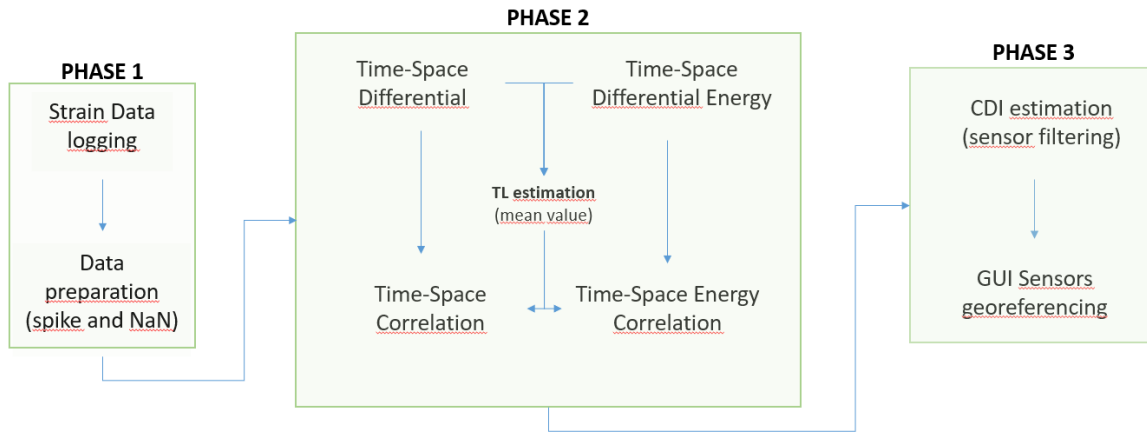 PHASE 1
Strain Data
logging
Data
preparation
(spike and NaN)
PHASE 2
Time-Space
Differential
Time-Space
Differential Energy
TL estimation
(mean value)
Time-Space
Correlation
Time-Space Energy
Correlation
PHASE 3
CDI estimation
(sensor filtering)
GUI Sensors
georeferencing